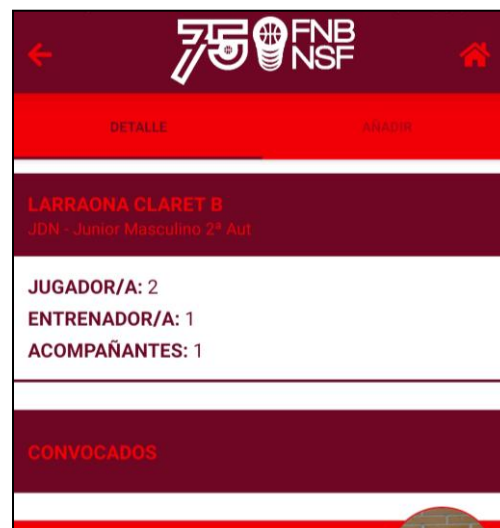 75 FNB
NSF
DETALLE
AÑADIR
LARRAONA CLARET B
JDN - Junior Masculino 2ª Aut
JUGADOR/A: 2
ENTRENADOR/A: 1
ACOMPAÑANTES: 1
CONVOCADOS